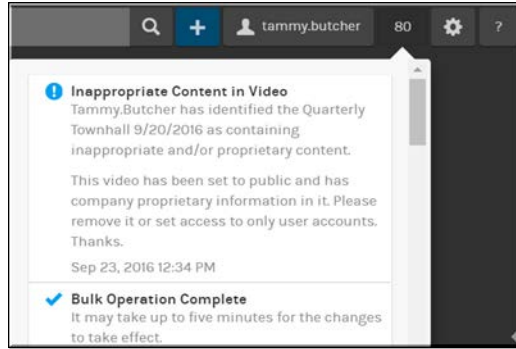 + tammy.butcher 80 ?
Inappropriate Content in Video
Tammy.Butcher has identified the Quarterly
Townhall 9/20/2016 as containing
inappropriate and/or proprietary content.
This video has been set to public and has
company proprietary information in it. Please
remove it or set access to only user accounts.
Thanks.
Sep 23, 2016 12:34 PM
Bulk Operation Complete
It may take up to five minutes for the changes
to take effect.